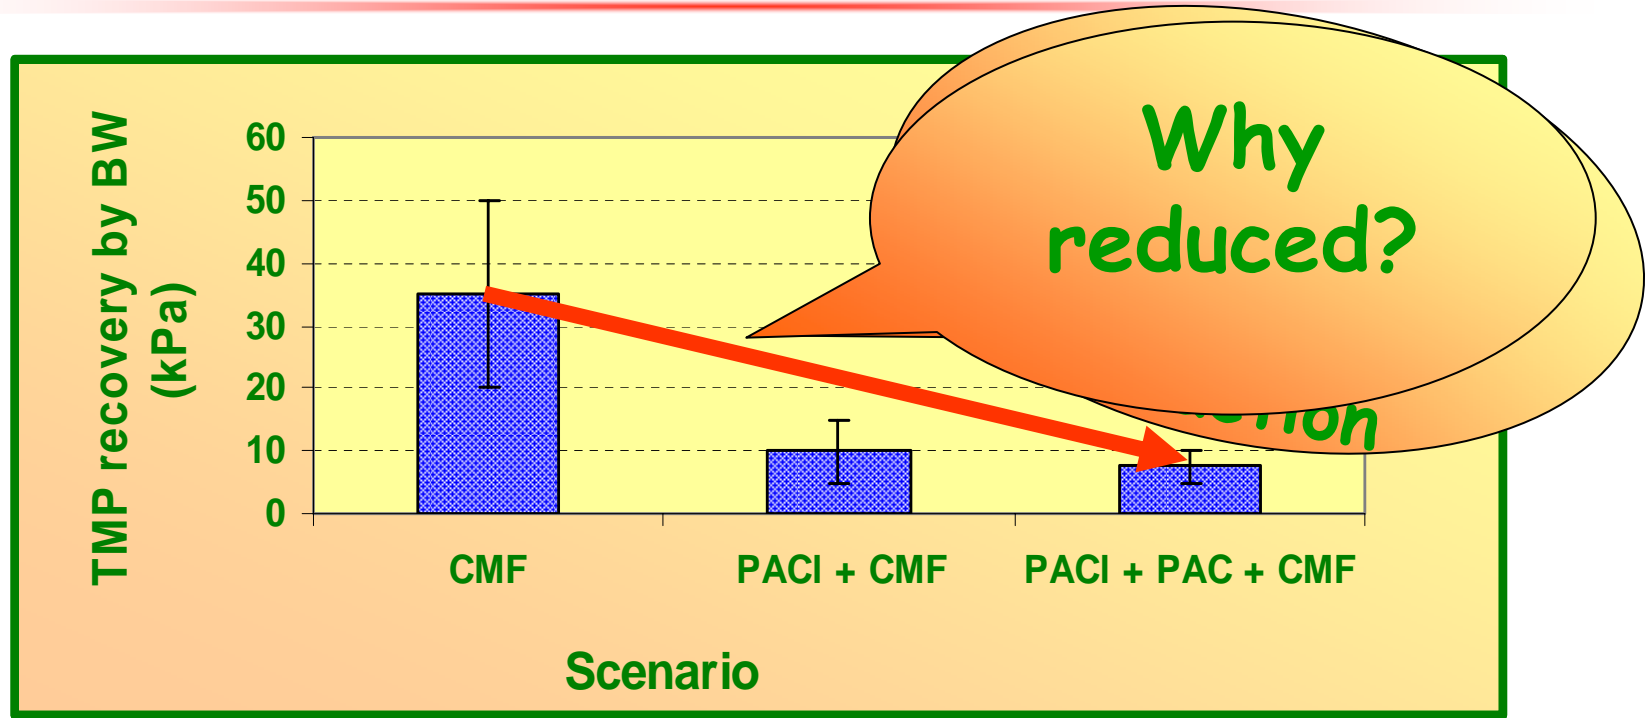 Why
reduced?
TMP recovery by BW
(kPa)
60
50
40
30
20
10
0
CMF
PACl + CMF
PACl + PAC + CMF
Scenario